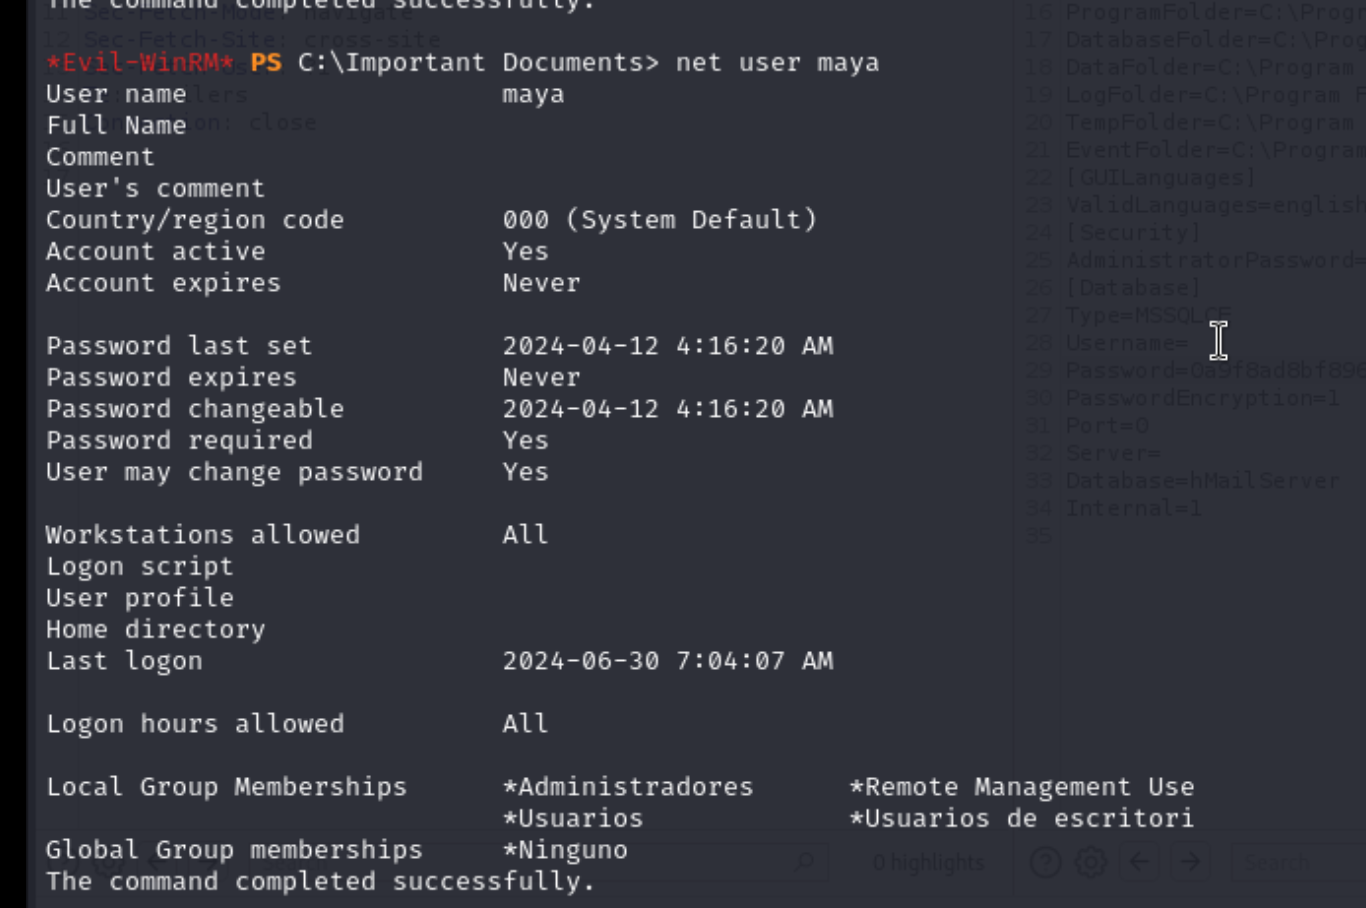 The command completed successfully.
*Evil-WinRM* PS C:\Important Documents> net user maya
User name maya
Full Name
Comment
User's comment
Country/region code 000 (System Default)
Account active Yes
Account expires Never
Password last set 2024-04-12 4:16:20 AM
Password expires Never
Password changeable 2024-04-12 4:16:20 AM
Password required Yes
User may change password Yes
Workstations allowed All
Logon script
User profile
Home directory
Last logon 2024-06-30 7:04:07 AM
Logon hours allowed All
Local Group Memberships *Administradores *Remote Management Use
*Usuarios *Usuarios de escritori
Global Group memberships *Ninguno
The command completed successfully.
Sec-Fetch-Mode: navigate
12 Sec-Fetch-Site: cross-site
close
16 ProgramFolder=C:\Prog
17 DatabaseFolder=C:\Prog
18 DataFolder=C:\Program
19 LogFolder=C:\Program F
20 TempFolder=C:\Program
21 EventFolder=C:\Program
22 [GUILanguages]
23 ValidLanguages=english
24 [Security]
25 AdministratorPassword=
26 [Database]
27 Type=MSSQLCE
28 Username=
29 Password=0a9f8ad8bf896
30 PasswordEncryption=1
31 Port=0
32 Server=
33 Database=hMailServer
34 Internal=1
35
0 highlights
Search